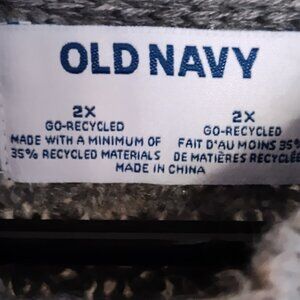 OLD NAVY
2X 2X
GO-RECYCLED GO-RECYCLED
MADE WITH A MINIMUM OF FAIT D'AU MOINS 35%
35% RECYCLED MATERIALS DE MATIÈRES
MADE IN CHINA